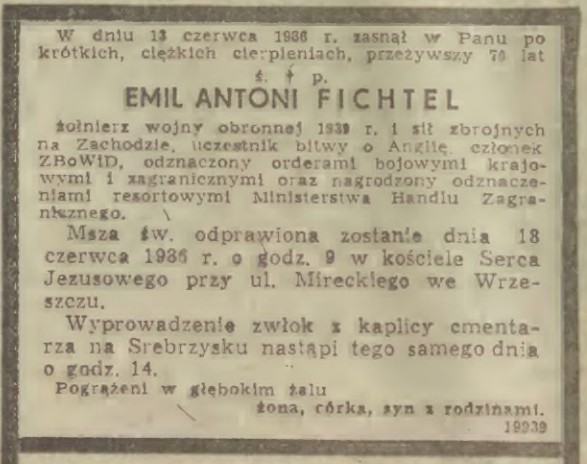 W dniu 13 czerwca 1986 r. zasnął w Panu po
krótkich, ciężkich cierpieniach, przeżywszy 70 lat
ś. † p.
EMIL ANTONI FICHTEL
żołnierz wojny obronnej 1939 r. i sił zbrojnych
na Zachodzie, uczestnik bitwy o Anglię, członek
ZBoWiD, odznaczony orderami bojowymi krajo-
wymi i zagranicznymi oraz nagrodzony odznacze-
niami resortowymi Ministerstwa Handlu Zagra-
nicznego.
Msza św. odprawiona zostanie dnia 18
czerwca 1986 r. o godz. 9 w kościele Serca
Jezusowego przy ul. Mireckiego we Wrze-
szczu.
Wyprowadzenie zwłok z kaplicy cmenta-
rza na Srebrzysku nastąpi tego samego dnia
o godz. 14.
Pogrążeni w głębokim żalu
żona, córka, syn z rodzinami.
19939